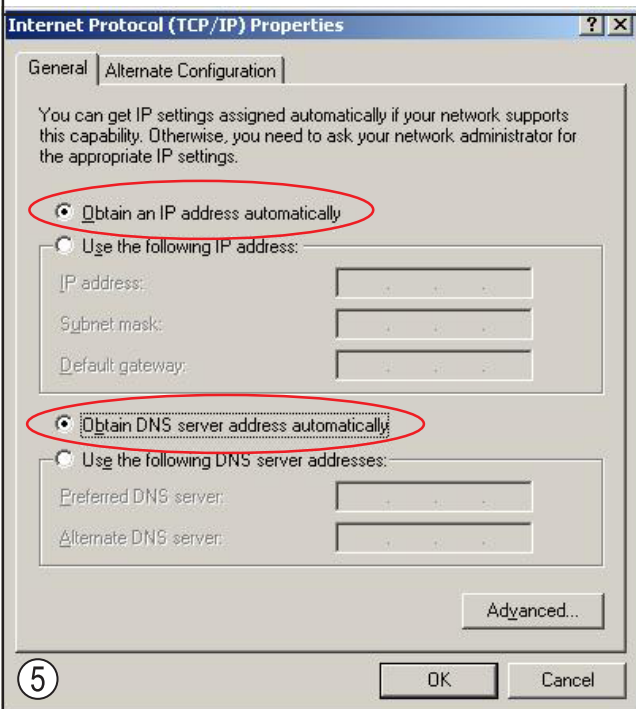 Internet Protocol (TCP/IP) Properties
General
Alternate Configuration
You can get IP settings assigned automatically if your network supports
this capability. Otherwise, you need to ask your network administrator for
the appropriate IP settings.
Obtain an IP address automatically
Use the following IP address:
IP address:
Subnet mask:
Default gateway:
Obtain DNS server address automatically
Use the following DNS server addresses:
Preferred DNS server:
Alternate DNS server:
Advanced...
5
OK
Cancel